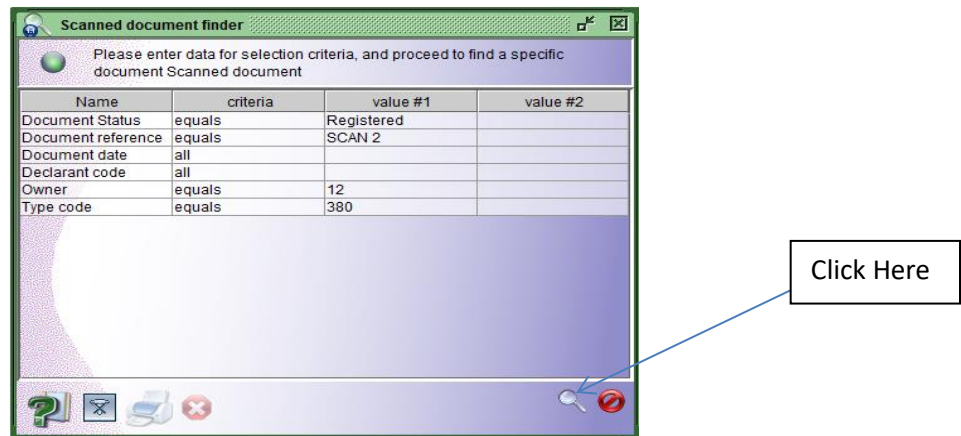 Scanned document finder
Please enter data for selection criteria, and proceed to find a specific
document Scanned document
Name criteria value #1 value #2
Document Status equals Registered
Document reference equals SCAN 2
Document date all
Declarant code all
Owner equals 12
Type code equals 380
Click Here